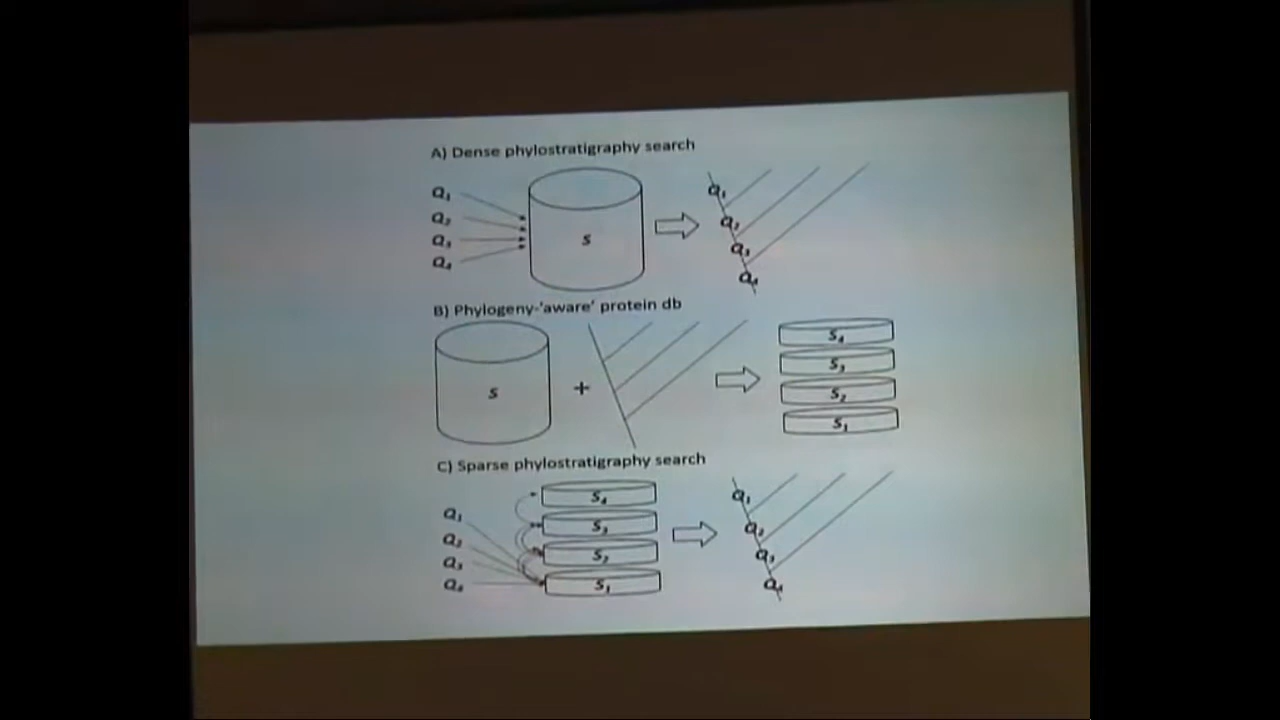 A) Dense phylostratigraphy search
Q₁
Q₂
Q₃
Q₄
S
Q₁
Q₂
Q₃
Q₄
B) Phylogeny-'aware' protein db
S
+
S₄
S₃
S₂
S₁
C) Sparse phylostratigraphy search
Q₁
Q₂
Q₃
Q₄
S₄
S₃
S₂
S₁
Q₁
Q₂
Q₃
Q₄